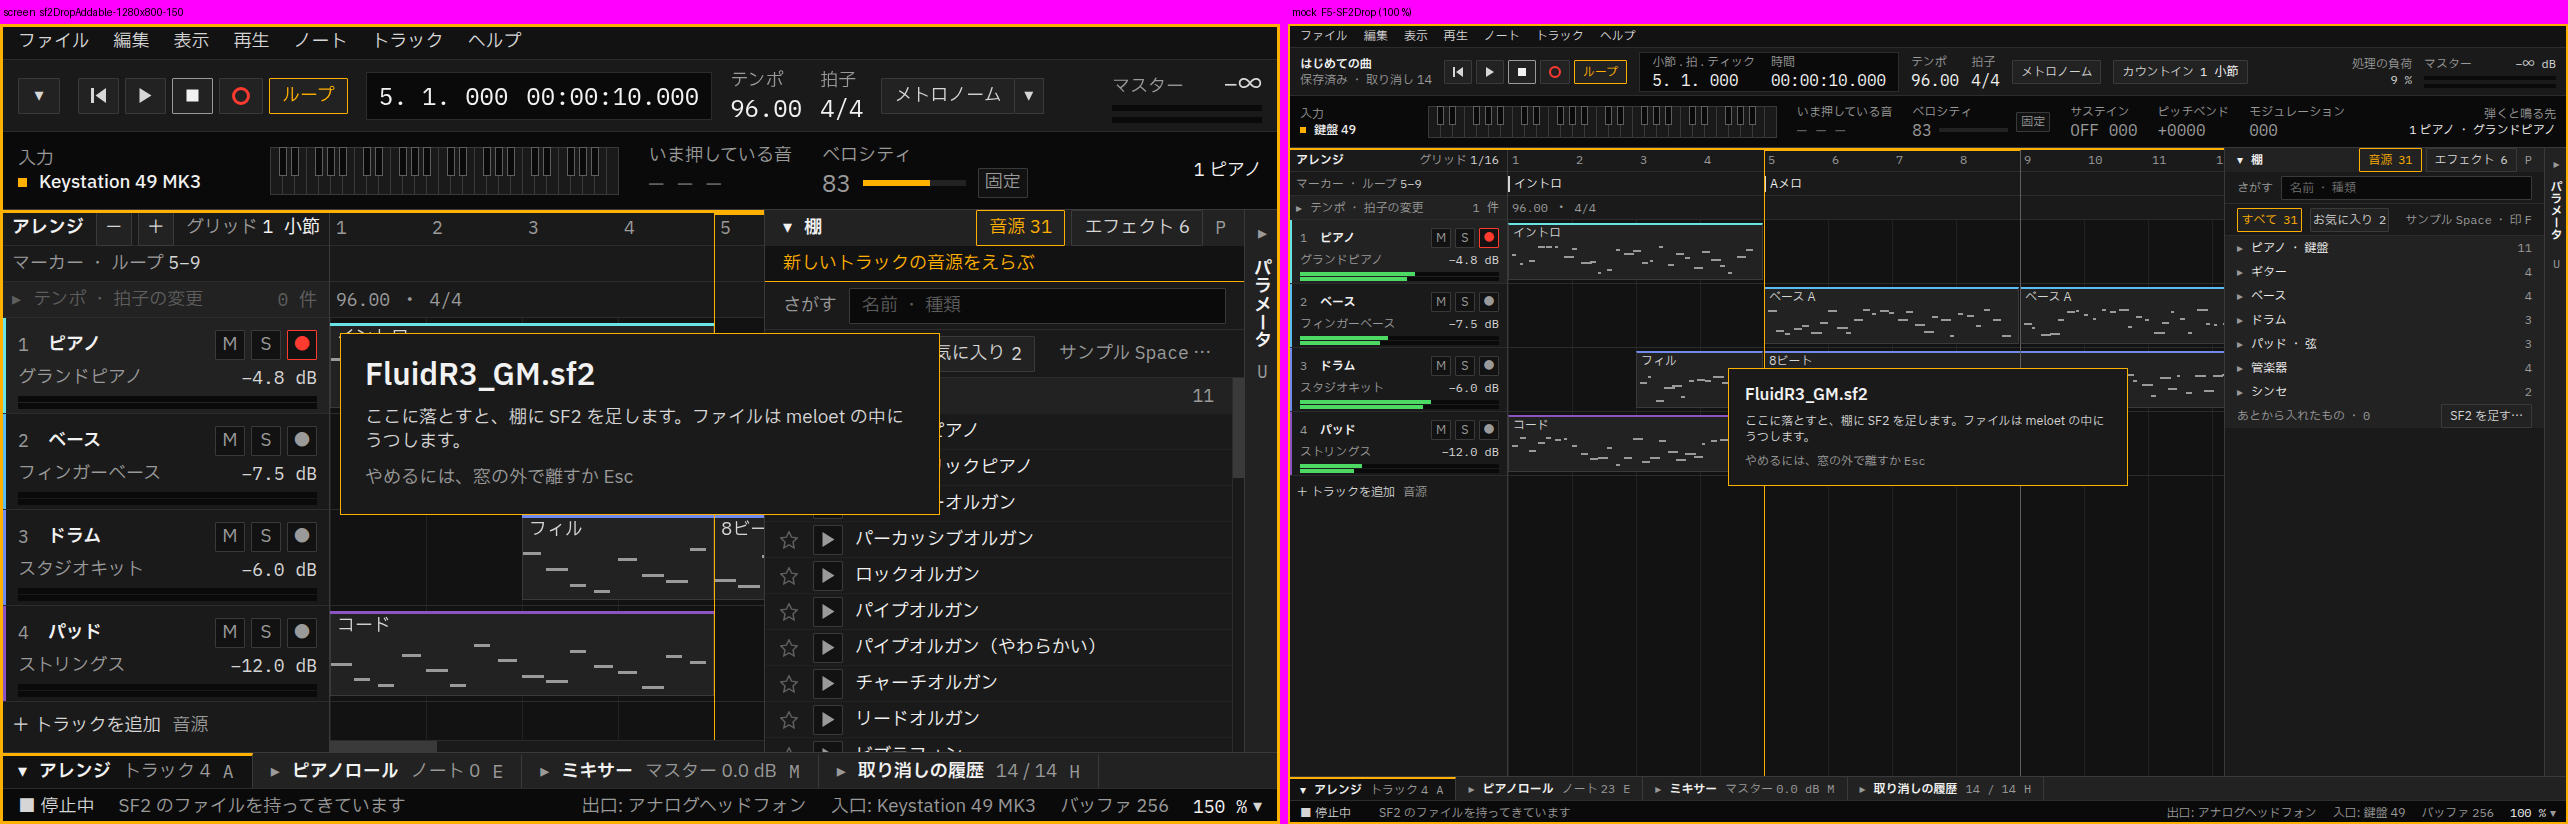 screen sf2DropAddable-1280x800-150
ファイル 編集 表示 再生 ノート トラック ヘルプ
▼ ループ 5. 1. 000 00:00:10.000 テンポ 96.00 拍子 4/4 メトロノーム ▼ マスター −∞
入力 Keystation 49 MK3 いま押している音 — — — ベロシティ 83 固定 1 ピアノ
アレンジ − + グリッド 1 小節 1 2 3 4 5
マーカー ・ ループ 5–9
▸ テンポ ・ 拍子の変更 0 件 96.00 ・ 4/4
1 ピアノ M S
グランドピアノ −4.8 dB
2 ベース M S
フィンガーベース −7.5 dB
3 ドラム M S
スタジオキット −6.0 dB
4 パッド M S
ストリングス −12.0 dB
+ トラックを追加 音源
フィル
8ビー
コード
▼ 棚 音源 31 エフェクト 6 P
新しいトラックの音源をえらぶ
さがす 名前 ・ 種類
気に入り 2 サンプル Space ···
11
ピアノ
ックピアノ
オルガン
パーカッシブオルガン
ロックオルガン
パイプオルガン
パイプオルガン（やわらかい）
チャーチオルガン
リードオルガン
▸ パラメータ U
FluidR3_GM.sf2
ここに落とすと、棚に SF2 を足します。ファイルは meloet の中に
うつします。
やめるには、窓の外で離すか Esc
▼ アレンジ トラック 4 A ▸ ピアノロール ノート 0 E ▸ ミキサー マスター 0.0 dB M ▸ 取り消しの履歴 14 / 14 H
■ 停止中 SF2 のファイルを持ってきています 出口: アナログヘッドフォン 入口: Keystation 49 MK3 バッファ 256 150 % ▼
mock F5-SF2Drop (100 %)
ファイル 編集 表示 再生 ノート トラック ヘルプ
はじめての曲
保存済み ・ 取り消し 14
ループ
小節 . 拍 . ティック 時間
5. 1. 000 00:00:10.000
テンポ 96.00 拍子 4/4 メトロノーム カウントイン 1 小節
処理の負荷 9 % マスター −∞ dB
入力 鍵盤 49
いま押している音 — — — ベロシティ 83 固定 サステイン OFF 000 ピッチベンド +0000 モジュレーション 000
弾くと鳴る先
1 ピアノ ・ グランドピアノ
アレンジ グリッド 1/16 1 2 3 4 5 6 7 8 9 10 11 1
マーカー ・ ループ 5–9 イントロ Aメロ
▸ テンポ ・ 拍子の変更 1 件 96.00 ・ 4/4
1 ピアノ M S
グランドピアノ −4.8 dB
イントロ
2 ベース M S
フィンガーベース −7.5 dB
ベース A ベース A
3 ドラム M S
スタジオキット −6.0 dB
フィル 8ビート
4 パッド M S
ストリングス −12.0 dB
コード
+ トラックを追加 音源
▼ 棚 音源 31 エフェクト 6 P
さがす 名前 ・ 種類
すべて 31 お気に入り 2 サンプル Space ・ 印 F
▸ ピアノ ・ 鍵盤 11
▸ ギター 4
▸ ベース 4
▸ ドラム 3
▸ パッド ・ 弦 3
▸ 管楽器 4
▸ シンセ 2
あとから入れたもの ・ 0 SF2 を足す···
▸ パラメータ U
FluidR3_GM.sf2
ここに落とすと、棚に SF2 を足します。ファイルは meloet の中に
うつします。
やめるには、窓の外で離すか Esc
▼ アレンジ トラック 4 A ▸ ピアノロール ノート 23 E ▸ ミキサー マスター 0.0 dB M ▸ 取り消しの履歴 14 / 14 H
■ 停止中 SF2 のファイルを持ってきています 出口: アナログヘッドフォン 入口: 鍵盤 49 バッファ 256 100 % ▼